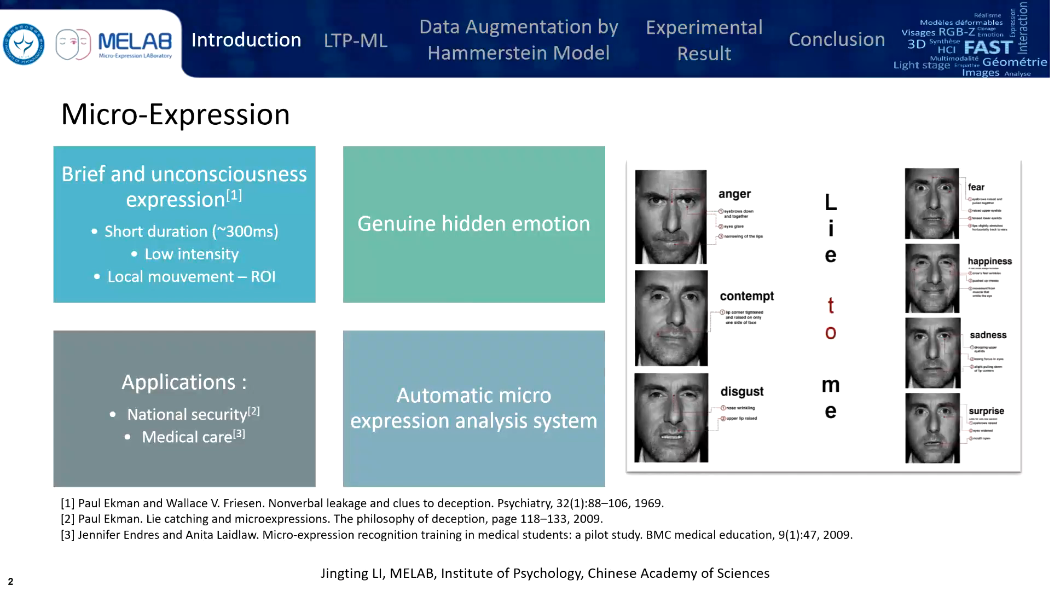 MELAB
Micro-Expression LABoratory
Introduction
LTP-ML
Data Augmentation by
Hammerstein Model
Experimental
Result
Conclusion
Réalisme
Modèles déformables
Visages RGB-Z
Emotion
3D Synthèse FAST
HCI
Multimodalité
Light stage
Géométrie
Images Analyse
Expression
Interaction
Micro-Expression
Brief and unconsciousness
expression[1]
• Short duration (~300ms)
• Low intensity
• Local mouvement – ROI
Genuine hidden emotion
Applications :
• National security[2]
• Medical care[3]
Automatic micro
expression analysis system
anger
eyebrows down
and together
eyes glare
narrowing of the lips
contempt
lip corner tightened
and raised on only
one side of face
disgust
nose wrinkling
upper lip raised
L
i
e
t
o
m
e
fear
happiness
sadness
surprise
[1] Paul Ekman and Wallace V. Friesen. Nonverbal leakage and clues to deception. Psychiatry, 32(1):88–106, 1969.
[2] Paul Ekman. Lie catching and microexpressions. The philosophy of deception, page 118–133, 2009.
[3] Jennifer Endres and Anita Laidlaw. Micro-expression recognition training in medical students: a pilot study. BMC medical education, 9(1):47, 2009.
Jingting LI, MELAB, Institute of Psychology, Chinese Academy of Sciences
2